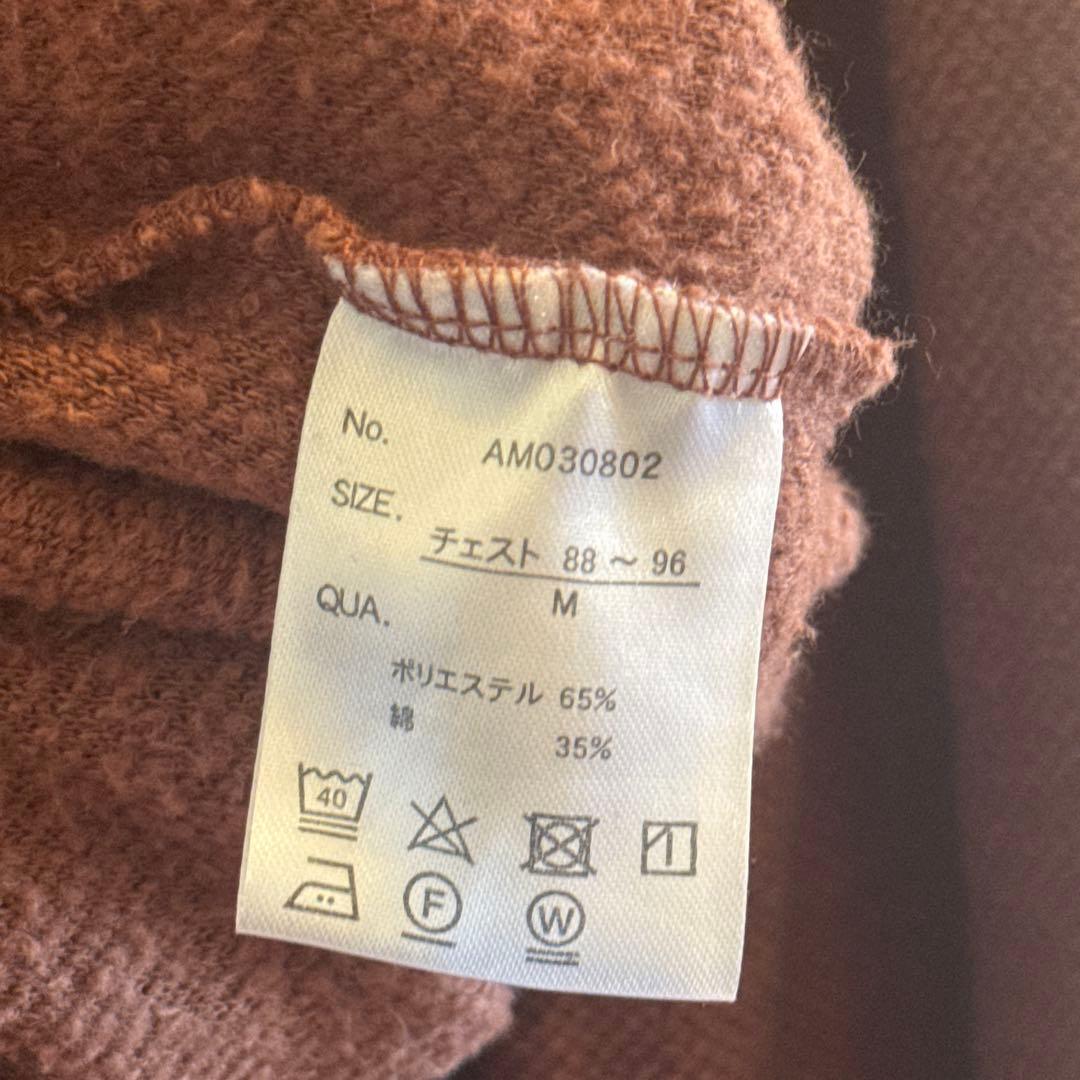 No. AM030802
SIZE.
チェスト 88 ~ 96
M
QUA.
ポリエステル 65%
綿 35%
40
F
W